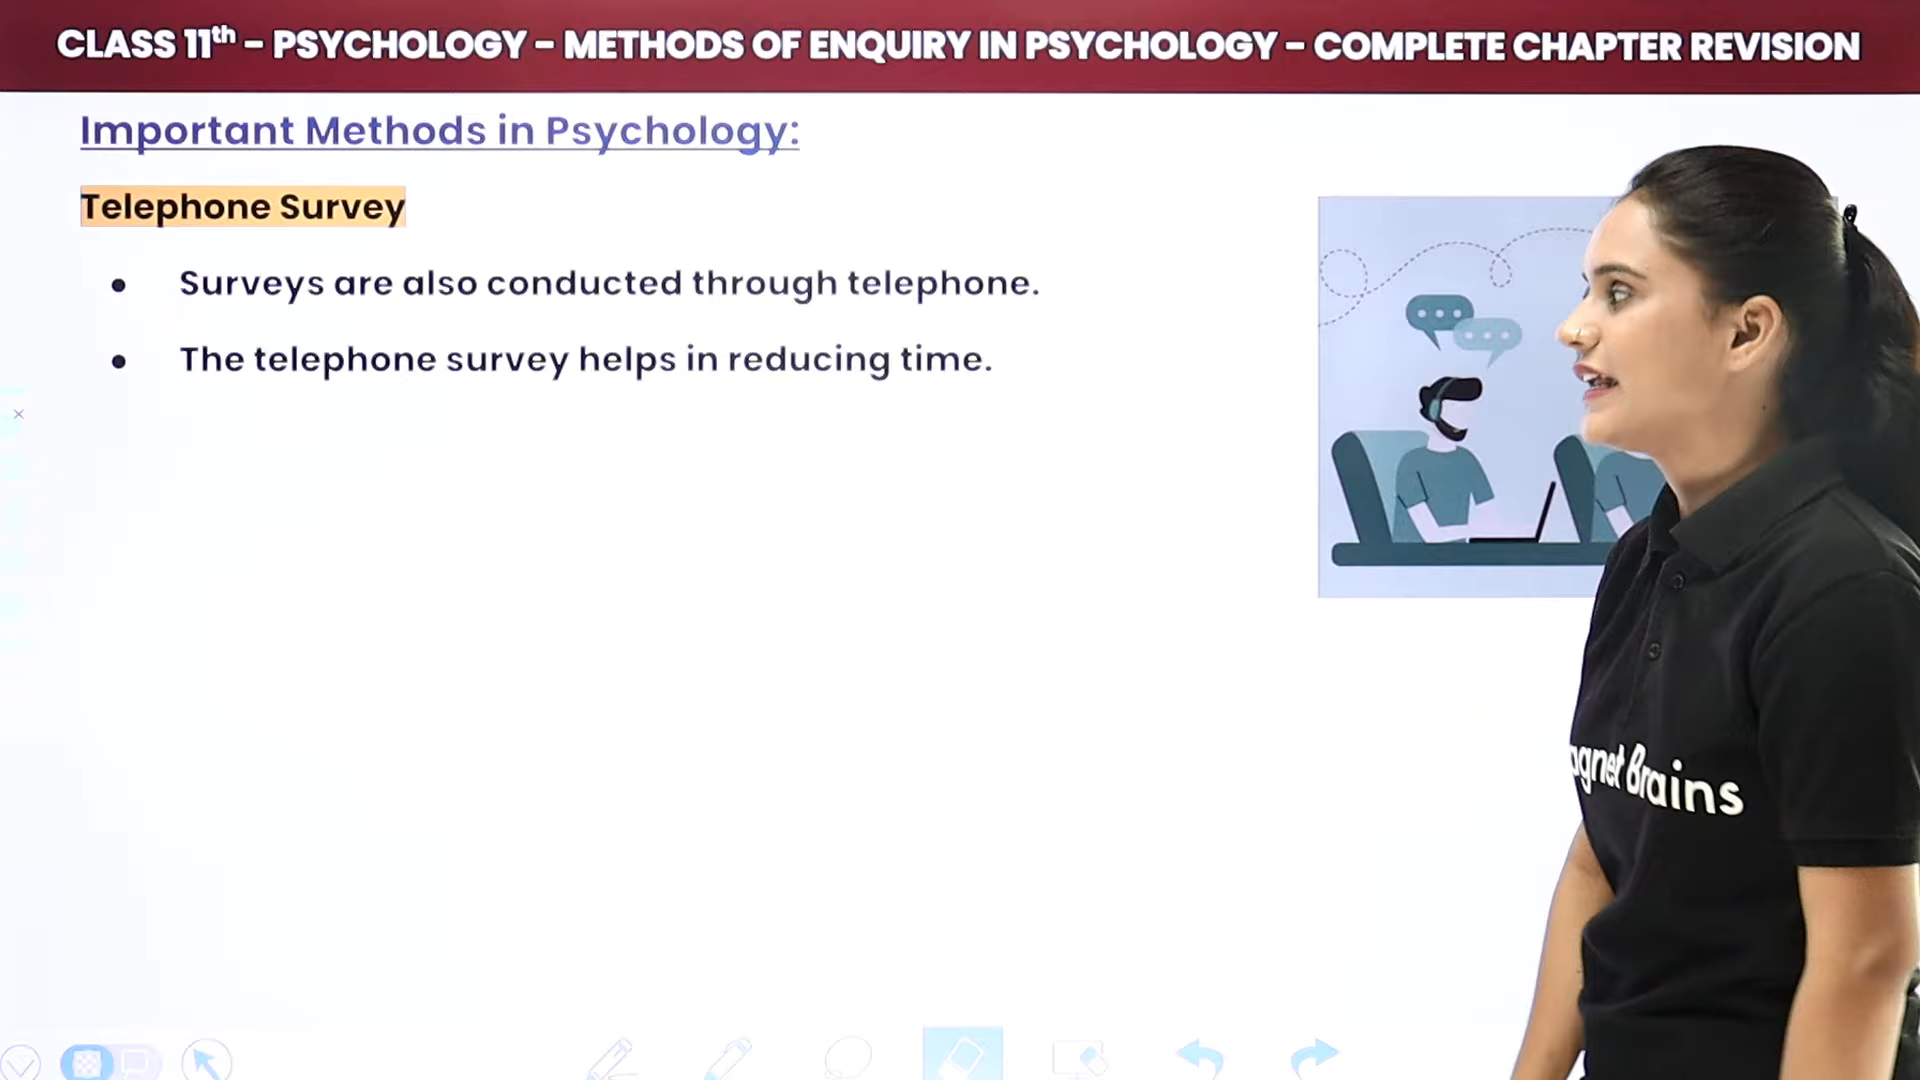 CLASS 11th – PSYCHOLOGY – METHODS OF ENQUIRY IN PSYCHOLOGY – COMPLETE CHAPTER REVISION
Important Methods in Psychology:
Telephone Survey
● Surveys are also conducted through telephone.
● The telephone survey helps in reducing time.
Brains